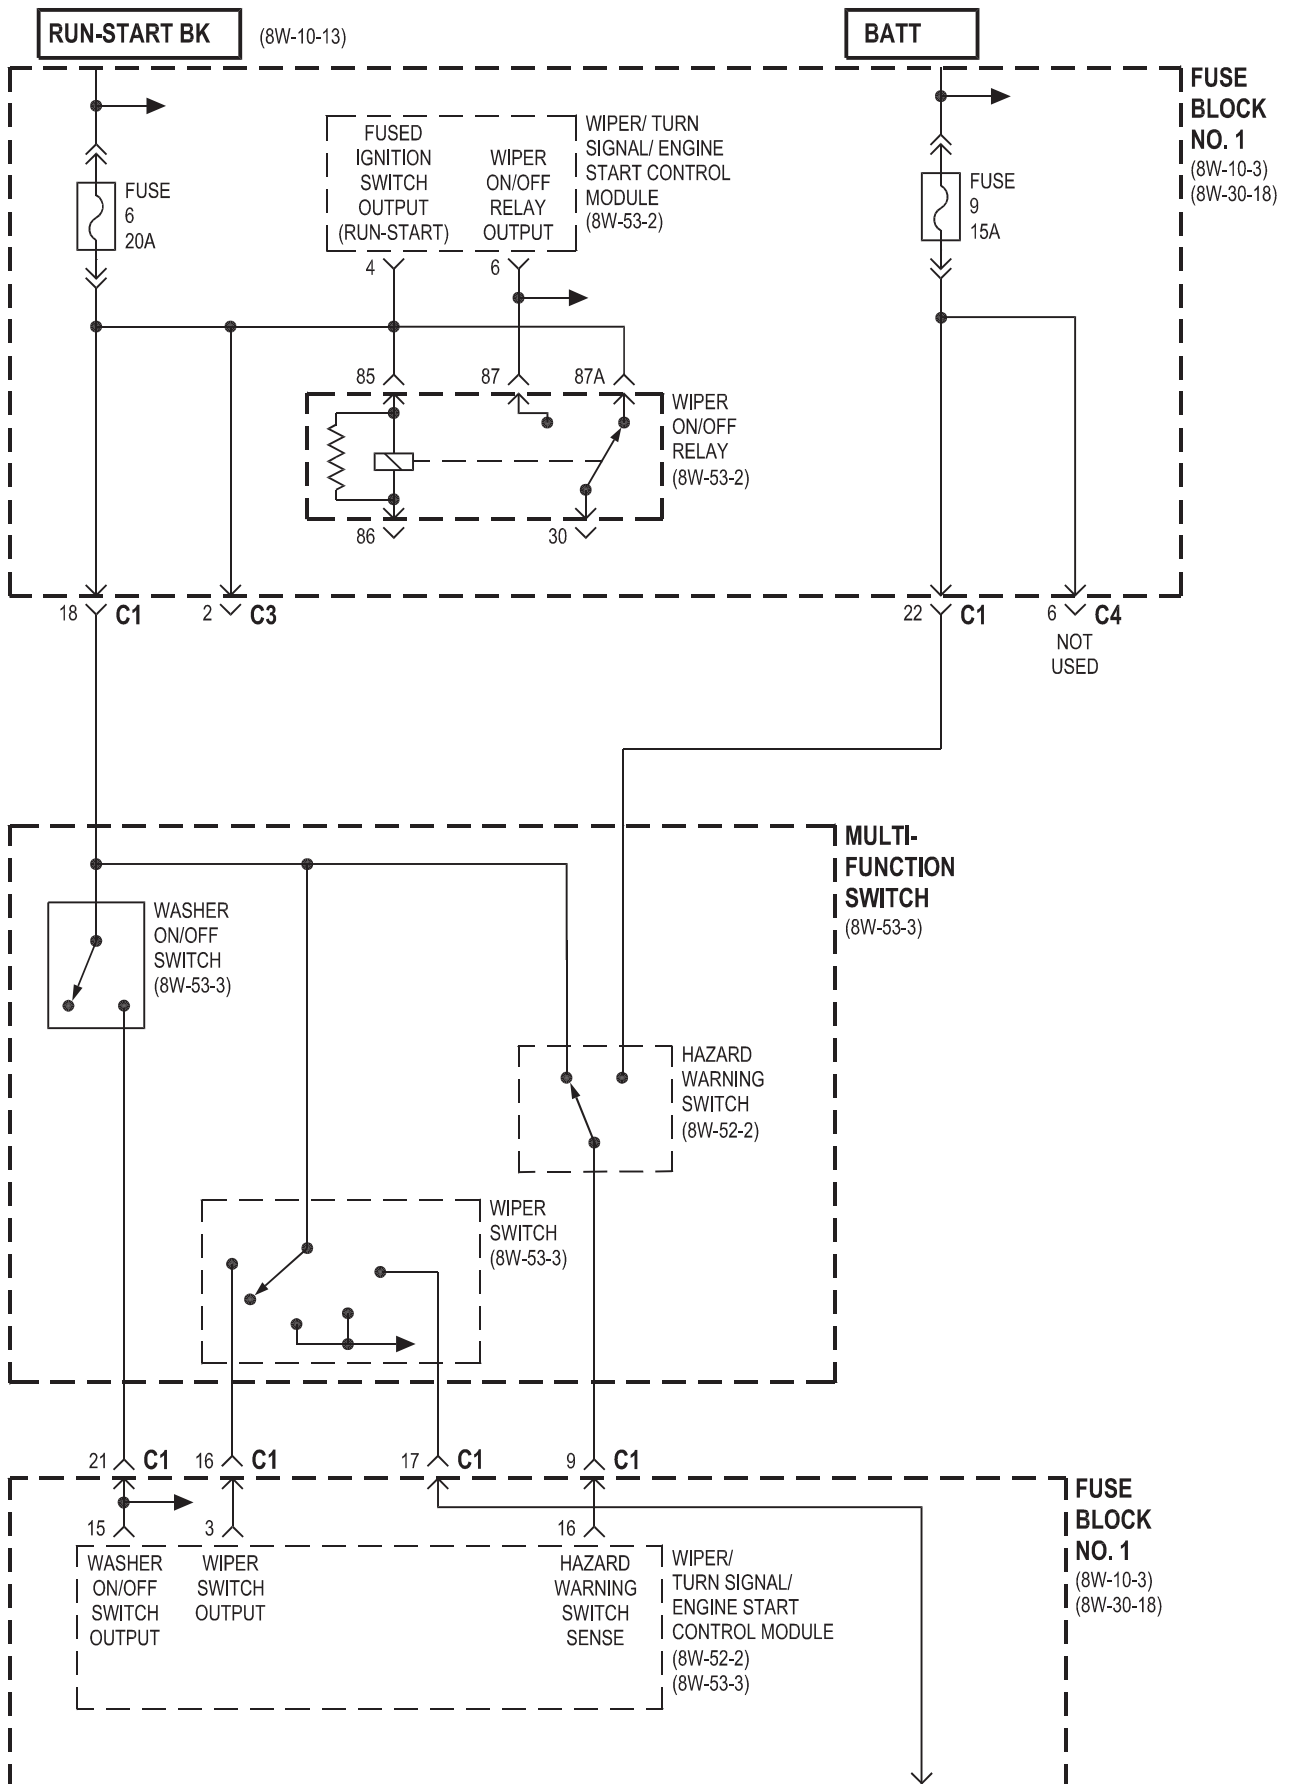 RUN-START BK
(8W-10-13)
BATT
FUSE
BLOCK
NO. 1
(8W-10-3)
(8W-30-18)
FUSE
6
20A
FUSED
IGNITION
SWITCH
OUTPUT
(RUN-START)
WIPER
ON/OFF
RELAY
OUTPUT
WIPER/ TURN
SIGNAL/ ENGINE
START CONTROL
MODULE
(8W-53-2)
FUSE
9
15A
4
6
85
87
87A
WIPER
ON/OFF
RELAY
(8W-53-2)
86
30
18 C1
2 C3
22 C1
6 C4
NOT
USED
MULTI-
FUNCTION
SWITCH
(8W-53-3)
WASHER
ON/OFF
SWITCH
(8W-53-3)
HAZARD
WARNING
SWITCH
(8W-52-2)
WIPER
SWITCH
(8W-53-3)
21 C1
16 C1
17 C1
9 C1
FUSE
BLOCK
NO. 1
(8W-10-3)
(8W-30-18)
15
3
16
WASHER
ON/OFF
SWITCH
OUTPUT
WIPER
SWITCH
OUTPUT
HAZARD
WARNING
SWITCH
SENSE
WIPER/
TURN SIGNAL/
ENGINE START
CONTROL MODULE
(8W-52-2)
(8W-53-3)